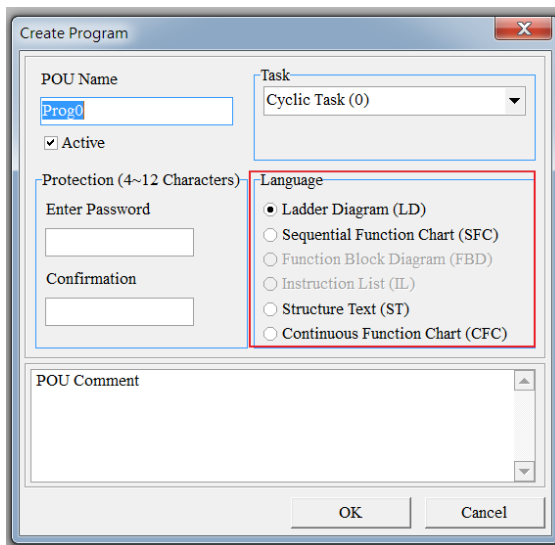 Create Program
POU Name
Prog0
Active
Task
Cyclic Task (0)
Protection (4~12 Characters)
Enter Password
Confirmation
Language
Ladder Diagram (LD)
Sequential Function Chart (SFC)
Function Block Diagram (FBD)
Instruction List (IL)
Structure Text (ST)
Continuous Function Chart (CFC)
POU Comment
OK
Cancel